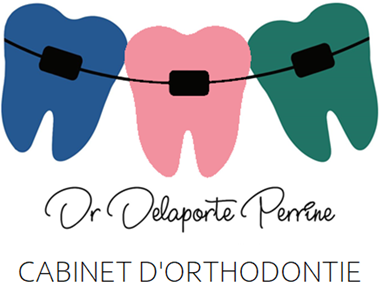 Dr Delaporte Perrine
CABINET D'ORTHODONTIE